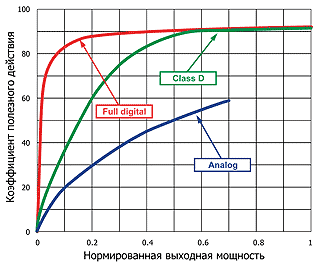 Коэффициент полезного действия
100
80
60
40
20
0
Full digital
Class D
Analog
0
0.2
0.4
0.6
0.8
1
Нормированная выходная мощность